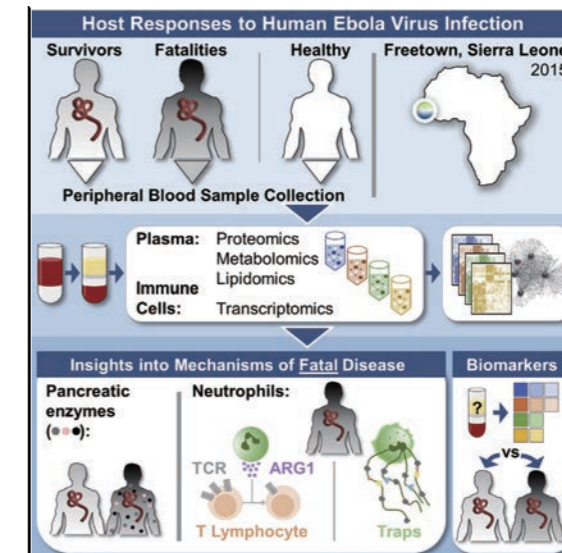 Host Responses to Human Ebola Virus Infection
Survivors Fatalities Healthy Freetown, Sierra Leone
2015
Peripheral Blood Sample Collection
Plasma: Proteomics
Metabolomics
Lipidomics
Immune
Cells: Transcriptomics
Insights into Mechanisms of Fatal Disease
Pancreatic
enzymes
(●●●):
Neutrophils:
TCR ARG1
T Lymphocyte
Traps
Biomarkers
?
vs